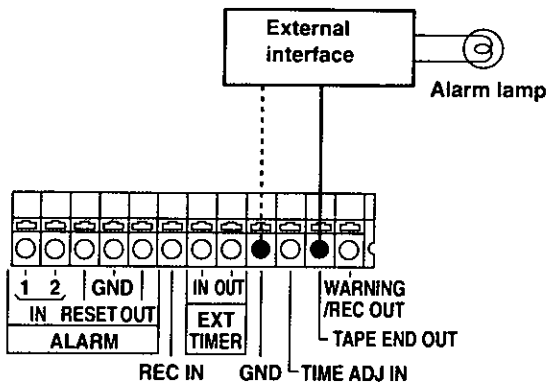 External
interface
Alarm lamp
1 2 GND IN OUT WARNING
IN RESET OUT EXT /REC OUT
ALARM TIMER TAPE END OUT
REC IN GND TIME ADJ IN